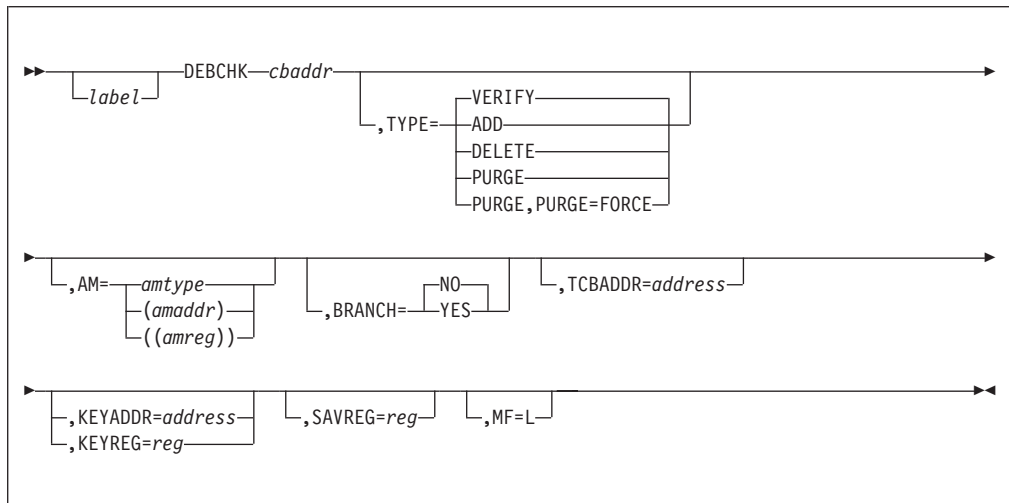 DEBCHK cbaddr
label
,TYPE= VERIFY
ADD
DELETE
PURGE
PURGE,PURGE=FORCE
,AM= amtype
(amaddr)
((amreg))
,BRANCH= NO
YES
,TCBADDR=address
,KEYADDR=address
,KEYREG=reg
,SAVREG=reg
,MF=L